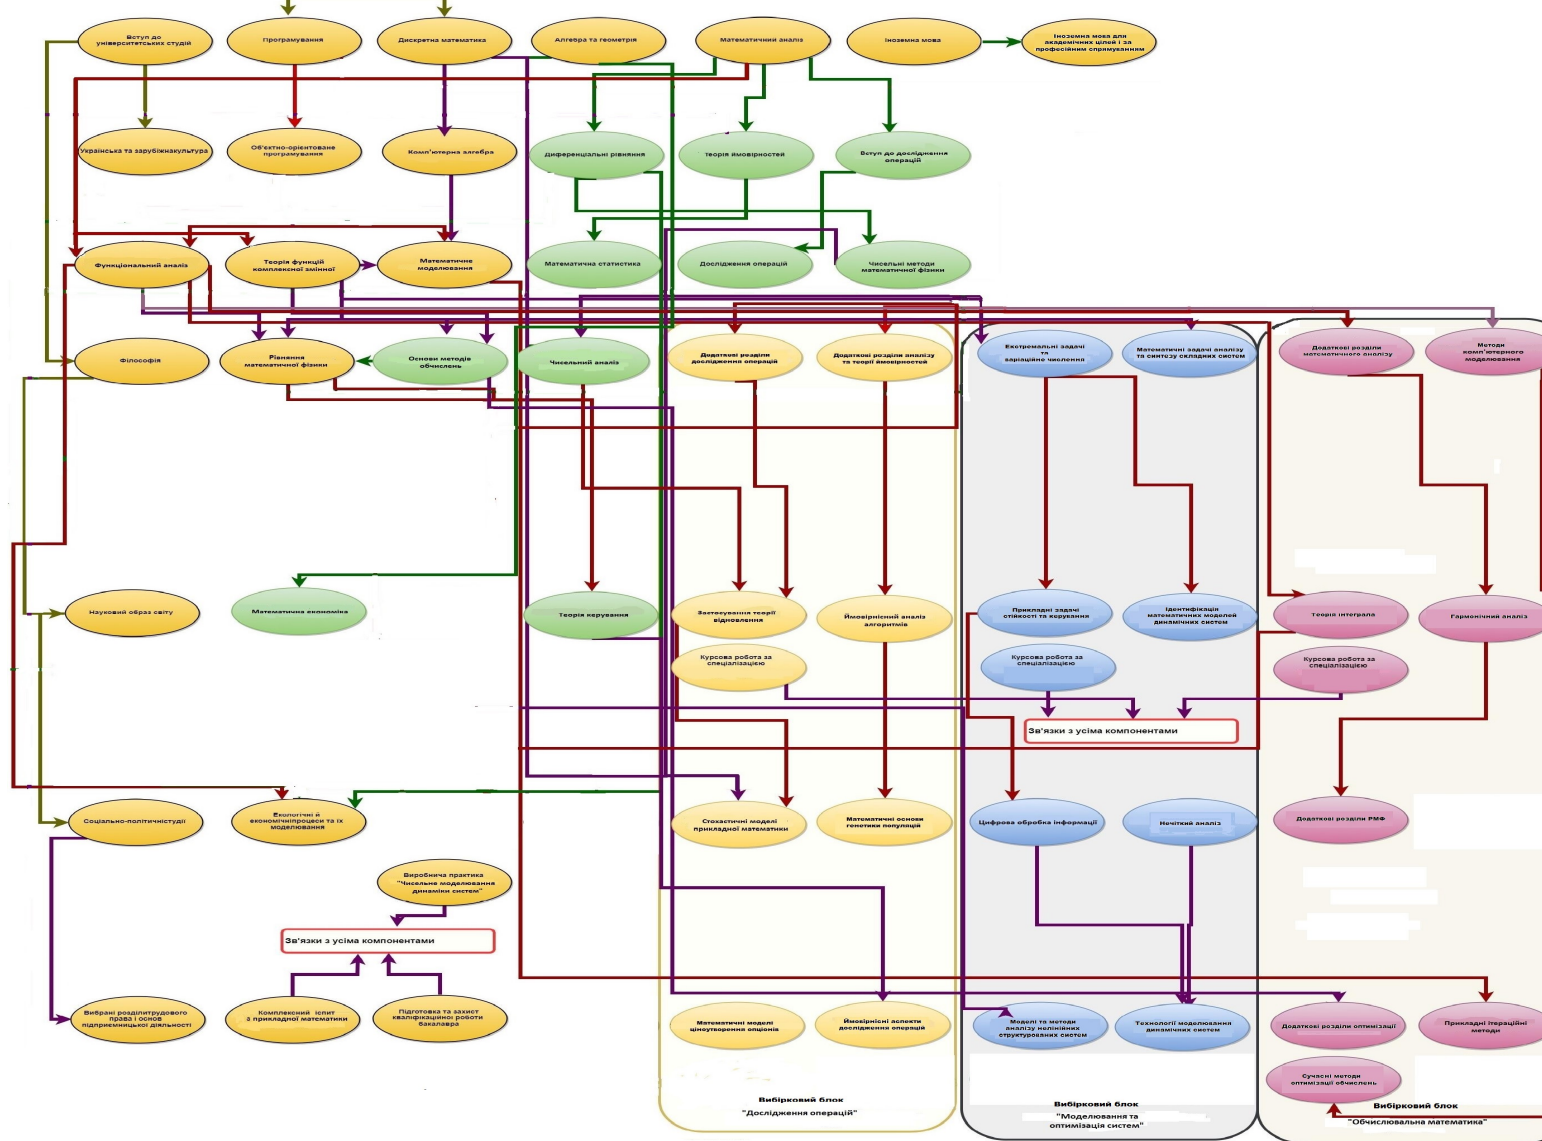 Вступ до
університетських студій
Програмування
Дискретна математика
Алгебра та геометрія
Математичний аналіз
Іноземна мова
Іноземна мова для
академічних цілей і за
професійним спрямуванням
Українська та зарубіжнакультура
Об'єктно-орієнтоване
програмування
Комп'ютерна алгебра
Диференціальні рівняння
Теорія ймовірностей
Вступ до дослідження
операцій
Функціональний аналіз
Теорія функцій
комплексної змінної
Математичне
моделювання
Математична статистика
Дослідження операцій
Чисельні методи
математичної фізики
Філософія
Рівняння
математичної фізики
Основи методів
обчислень
Чисельний аналіз
Додаткові розділи
дослідження операцій
Додаткові розділи аналізу
та теорії ймовірностей
Екстремальні задачі
та
варіаційне числення
Математичні задачі аналізу
та синтезу складних систем
Додаткові розділи
математичного аналізу
Методи
комп'ютерного
моделювання
Науковий образ світу
Математична економіка
Теорія керування
Застосування теорії
відновлення
Ймовірнісний аналіз
алгоритмів
Прикладні задачі
стійкості та керування
Ідентифікація
математичних моделей
динамічних систем
Теорія інтеграла
Гармонічний аналіз
Курсова робота за
спеціалізацією
Курсова робота за
спеціалізацією
Курсова робота за
спеціалізацією
Зв'язки з усіма компонентами
Соціально-політичністудії
Екологічні й
економічніпроцеси та їх
моделювання
Стохастичні моделі
прикладної математики
Математичні основи
генетики популяцій
Цифрова обробка інформації
Нечіткий аналіз
Додаткові розділи РМФ
Виробнича практика
"Чисельне моделювання
динаміки систем"
Зв'язки з усіма компонентами
Вибрані розділитрудового
права і основ
підприємницької діяльності
Комплексний іспит
з прикладної математики
Підготовка та захист
кваліфікаційної роботи
бакалавра
Математичні моделі
ціноутворення опціонів
Ймовірнісні аспекти
дослідження операцій
Моделі та методи
аналізу нелінійних
структурованих систем
Технології моделювання
динамічних систем
Додаткові розділи оптимізації
Прикладні ітераційні
методи
Сучасні методи
оптимізації обчислень
Вибірковий блок
"Дослідження операцій"
Вибірковий блок
"Моделювання та
оптимізація систем"
Вибірковий блок
"Обчислювальна математика"